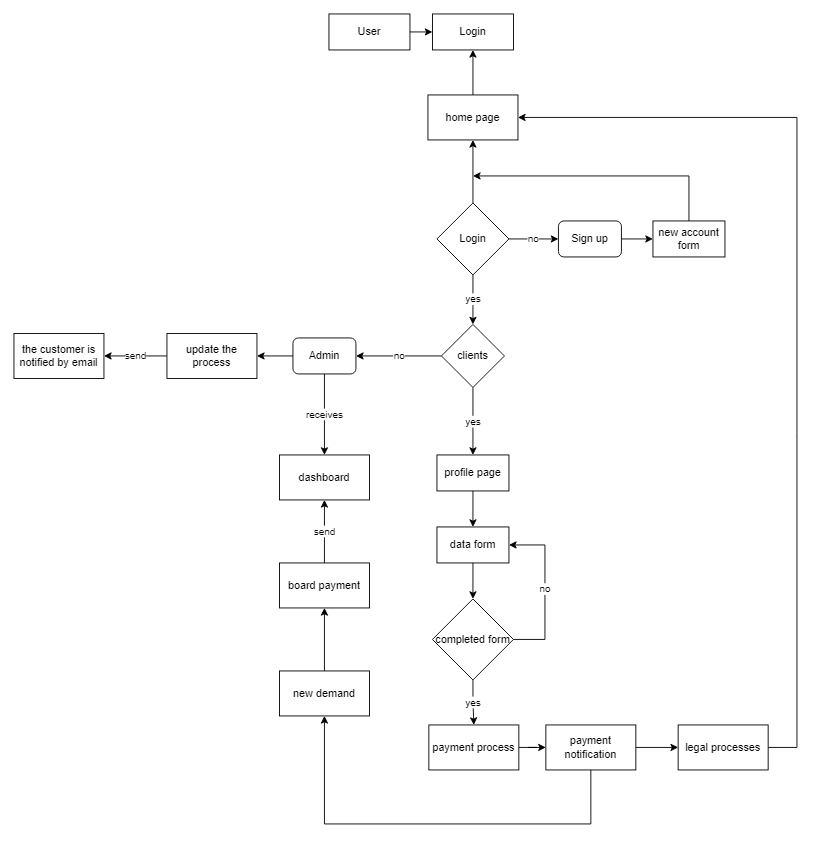 User
Login
home page
Login
no
Sign up
new account
form
yes
the customer is
notified by email
send
update the
process
Admin
no
clients
receives
yes
dashboard
profile page
send
data form
board payment
no
completed form
new demand
yes
payment process
payment
notification
legal processes